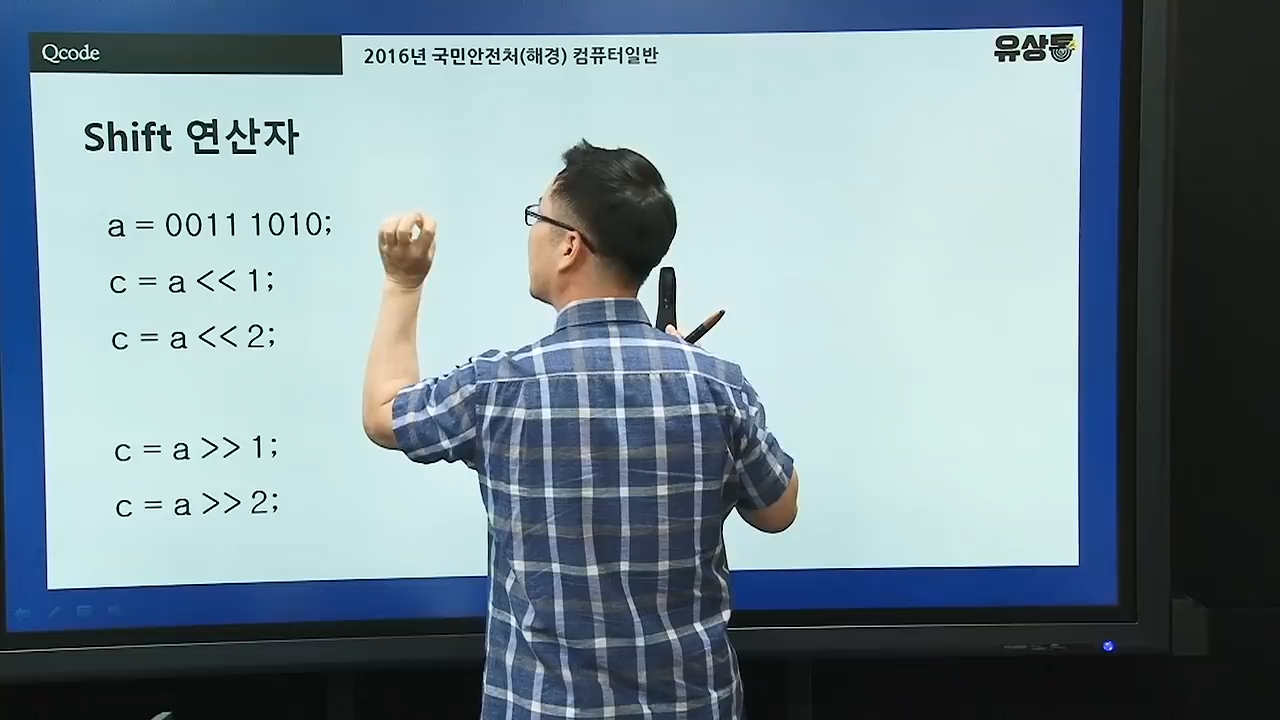 Qcode
2016년 국민안전처(해경) 컴퓨터일반
유상통
Shift 연산자
a = 0011 1010;
c = a << 1;
c = a << 2;
c = a >> 1;
c = a >> 2;